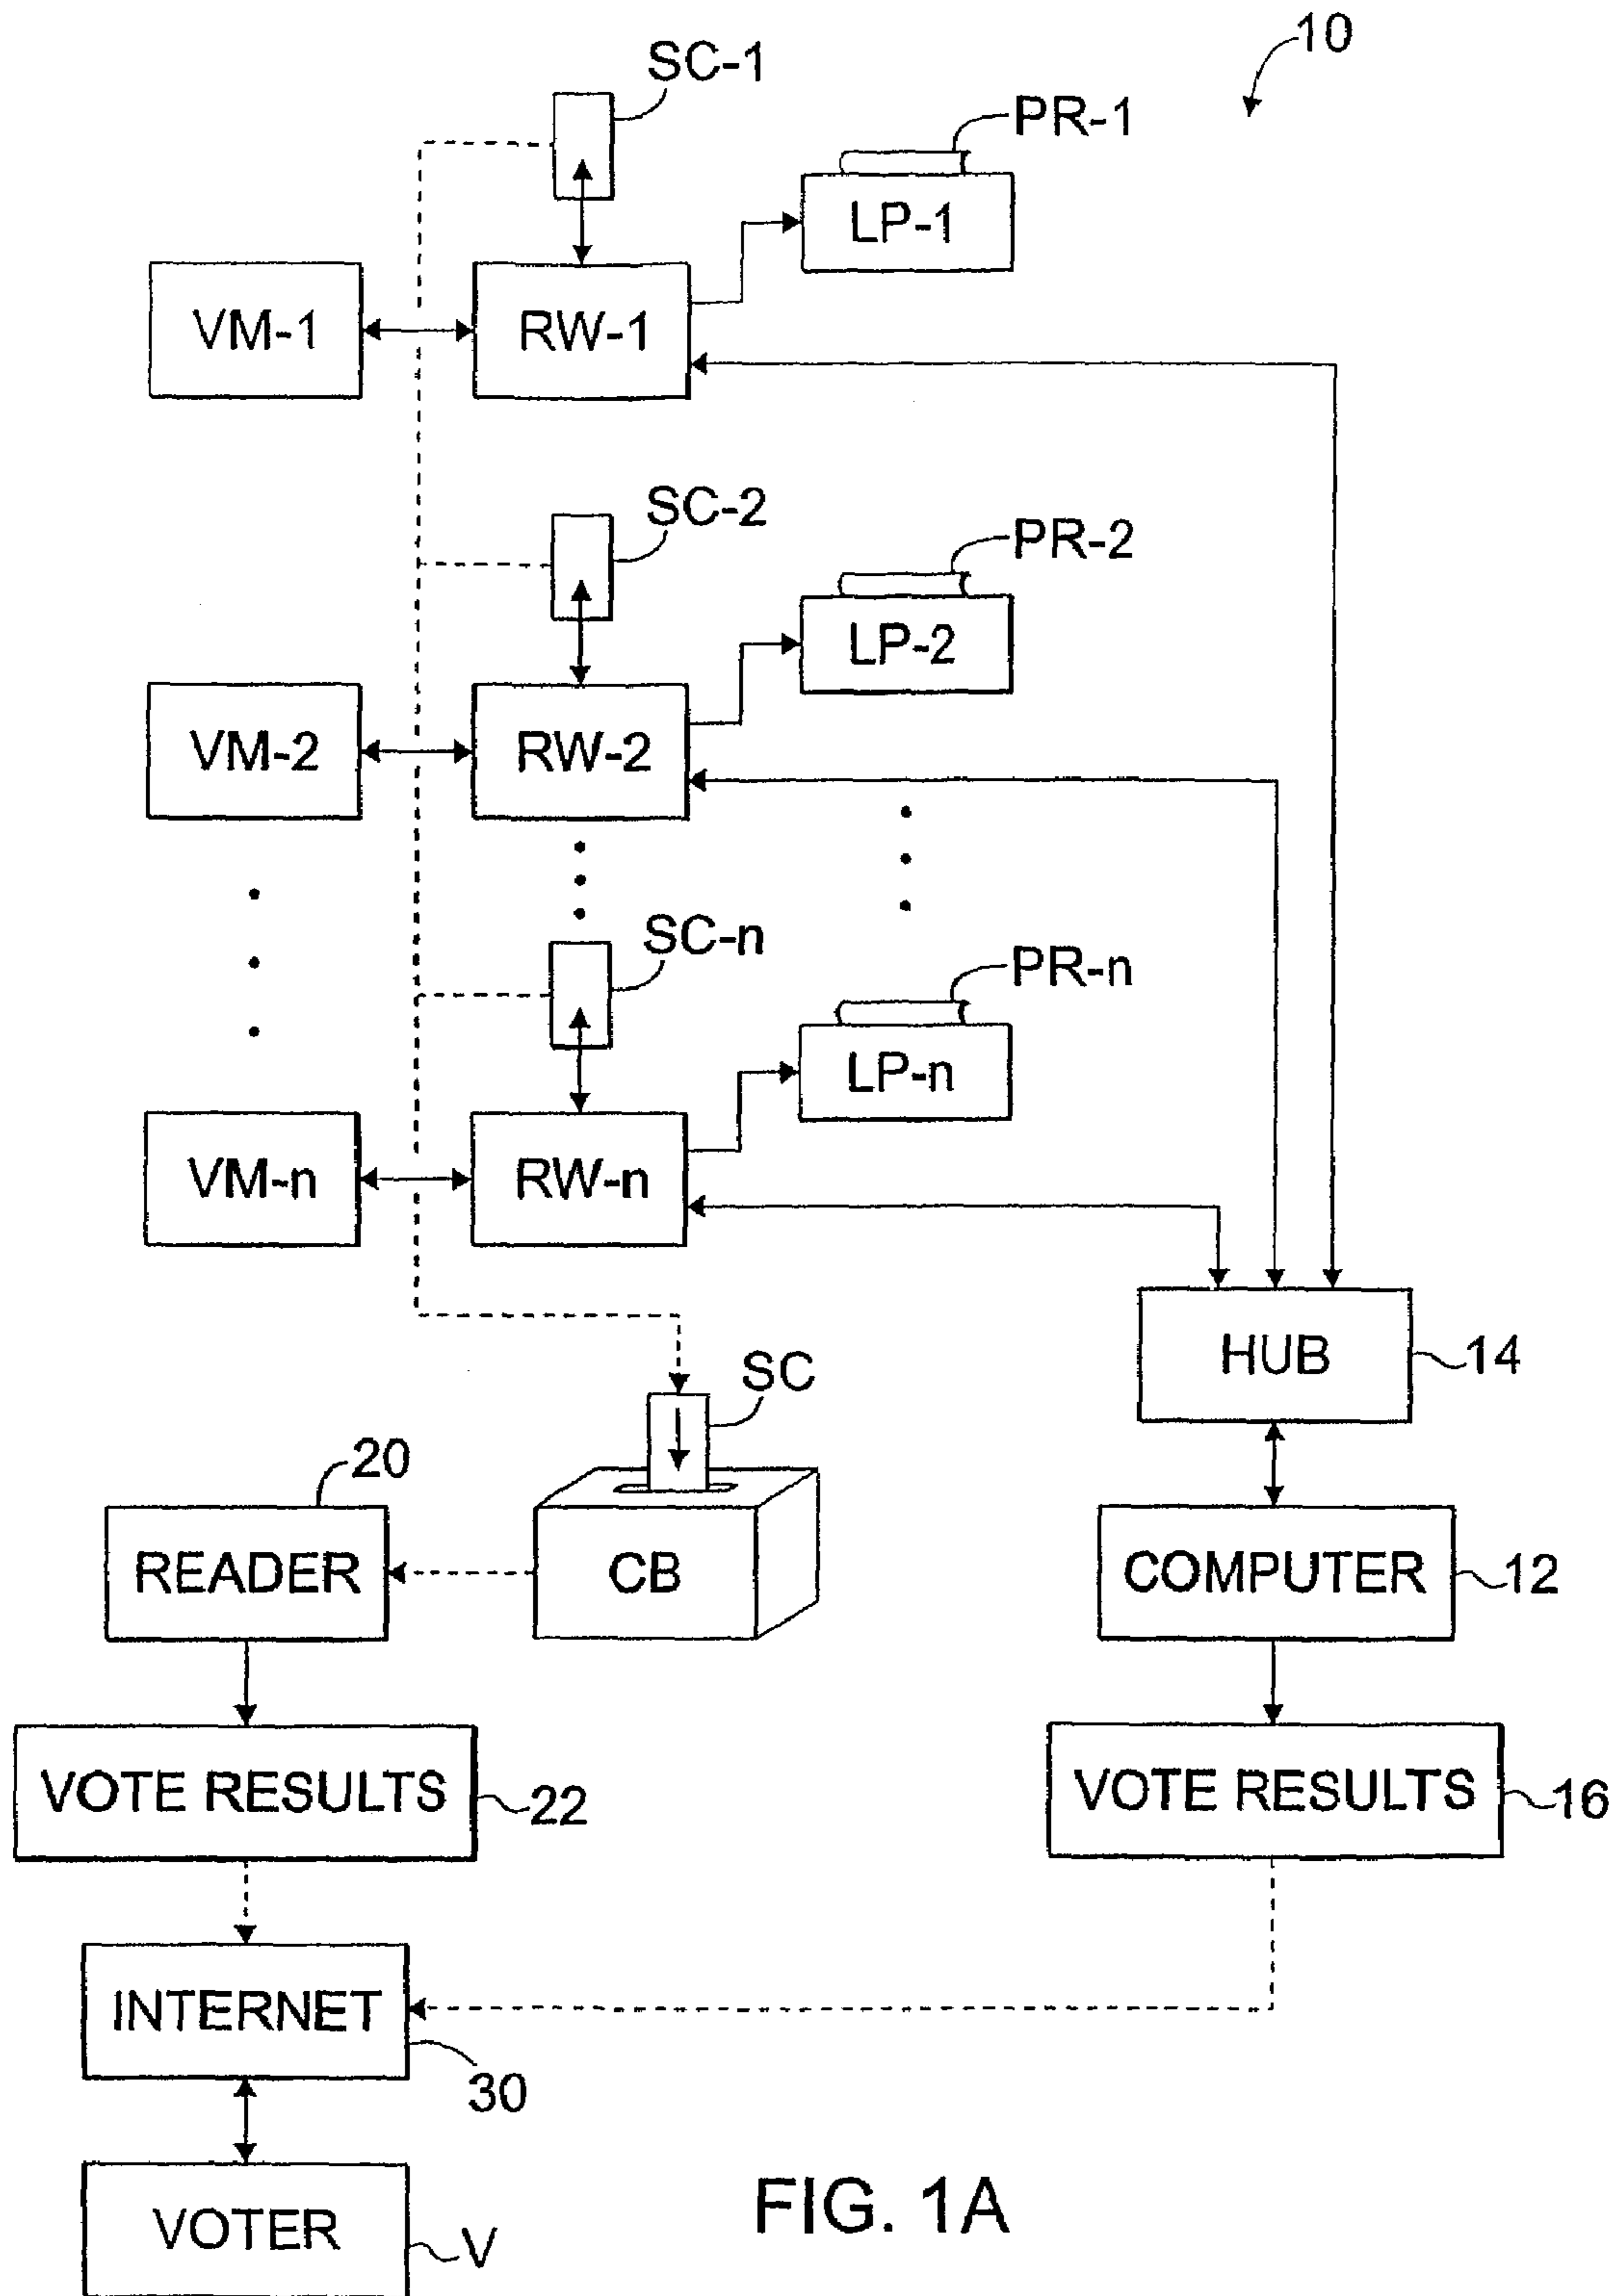 10
SC-1
PR-1
LP-1
VM-1
RW-1
SC-2
PR-2
LP-2
VM-2
RW-2
SC-n
PR-n
LP-n
VM-n
RW-n
HUB
14
SC
20
READER
CB
COMPUTER
12
VOTE RESULTS
22
VOTE RESULTS
16
INTERNET
30
VOTER
V
FIG. 1A